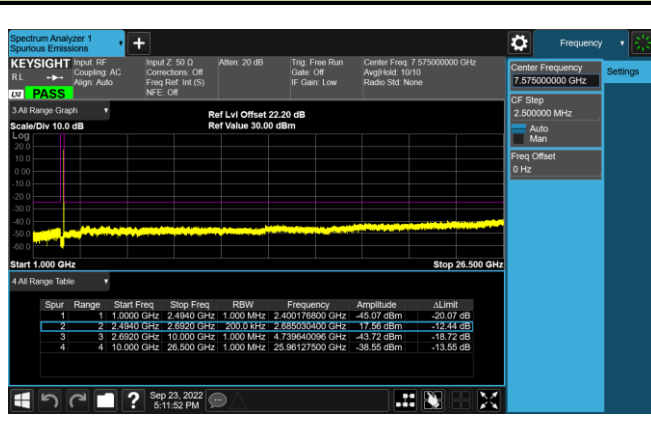 Spectrum Analyzer 1
Spurious Emissions
Frequency
KEYSIGHT
RL
LXI PASS
Input: RF
Coupling: AC
Align: Auto
Input Z: 50 Ω
Corrections: Off
Freq Ref: Int (S)
NFE: Off
Atten: 20 dB
Trig: Free Run
Gate: Off
IF Gain: Low
Center Freq: 7.575000000 GHz
Avg|Hold: 10/10
Radio Std: None
Center Frequency
7.575000000 GHz
Settings
CF Step
2.500000 MHz
Auto
Man
Freq Offset
0 Hz
3 All Range Graph
Scale/Div 10.0 dB
Ref Lvl Offset 22.20 dB
Ref Value 30.00 dBm
Log
20.0
10.0
0.00
-10.0
-20.0
-30.0
-40.0
-50.0
-60.0
Start 1.000 GHz
Stop 26.500 GHz
4 All Range Table
Spur Range Start Freq Stop Freq RBW Frequency Amplitude ΔLimit
1 1 1.0000 GHz 2.4940 GHz 1.000 MHz 2.400176800 GHz -45.07 dBm -20.07 dB
2 2 2.4940 GHz 2.6920 GHz 200.0 kHz 2.685030400 GHz 17.56 dBm -12.44 dB
3 3 2.6920 GHz 10.000 GHz 1.000 MHz 4.739640096 GHz -43.72 dBm -18.72 dB
4 4 10.000 GHz 26.500 GHz 1.000 MHz 25.96127500 GHz -38.55 dBm -13.55 dB
Sep 23, 2022
5:11:52 PM